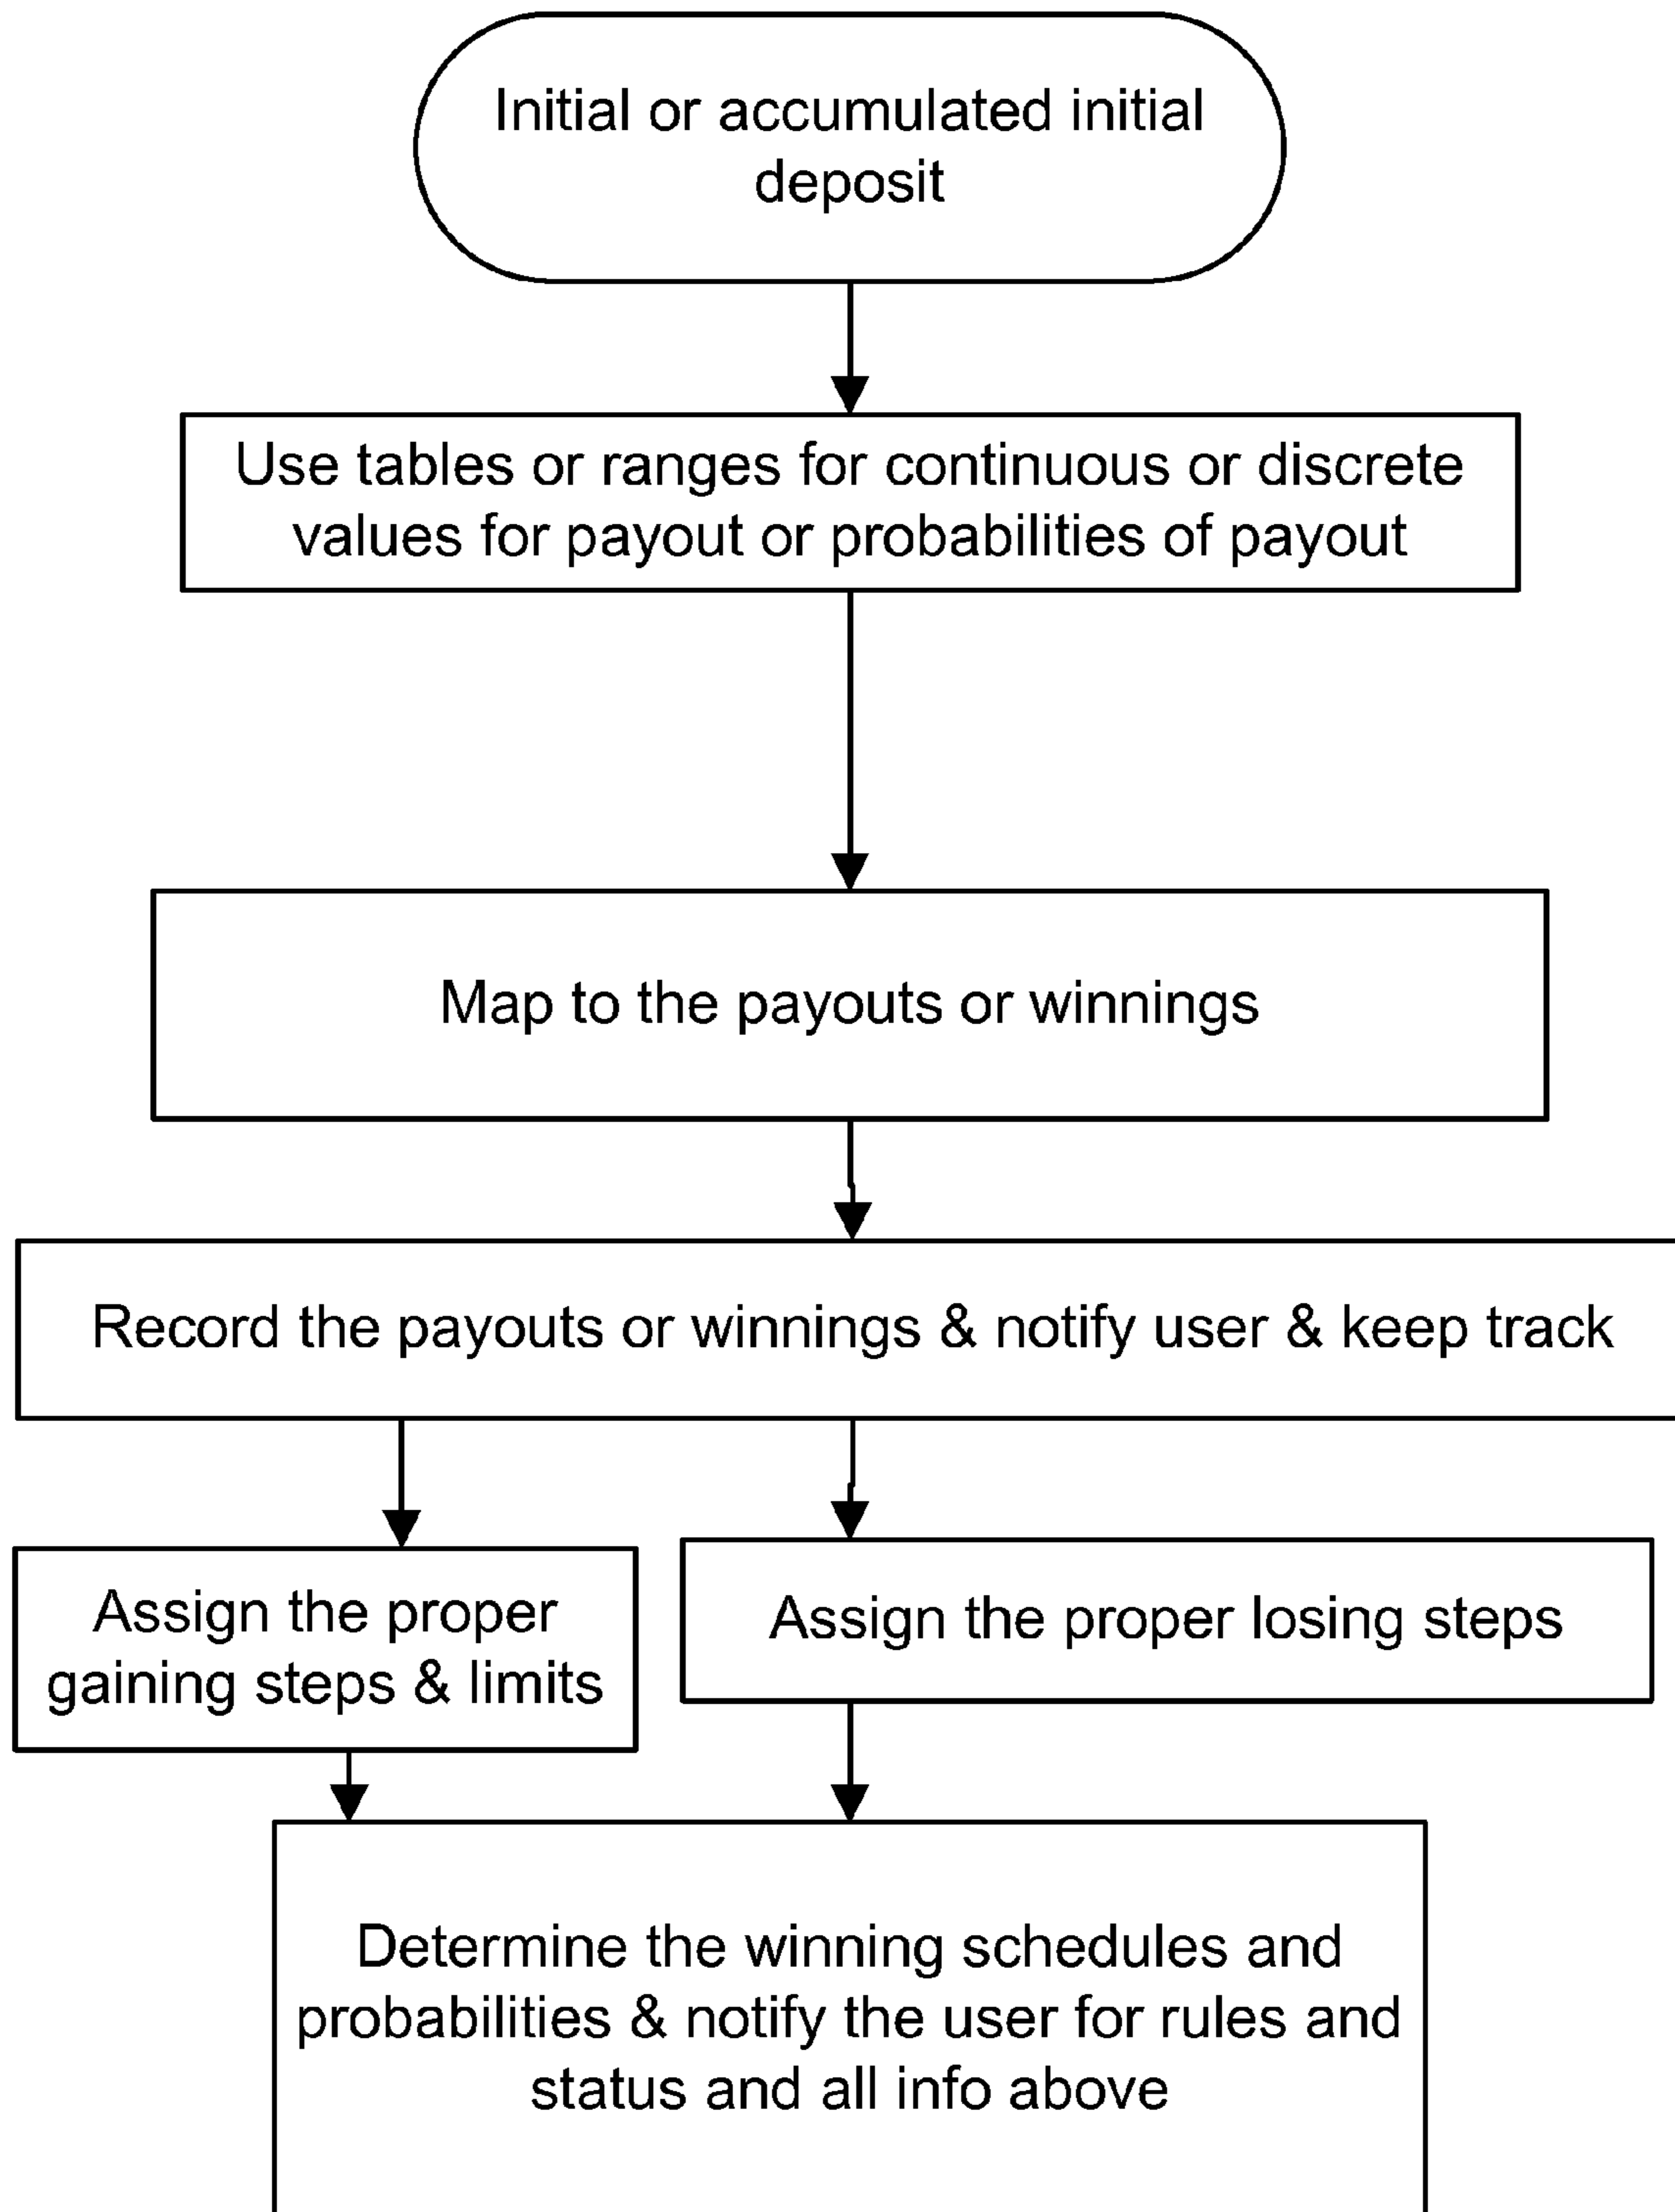 Initial or accumulated initial
deposit
Use tables or ranges for continuous or discrete
values for payout or probabilities of payout
Map to the payouts or winnings
Record the payouts or winnings & notify user & keep track
Assign the proper
gaining steps & limits
Assign the proper losing steps
Determine the winning schedules and
probabilities & notify the user for rules and
status and all info above